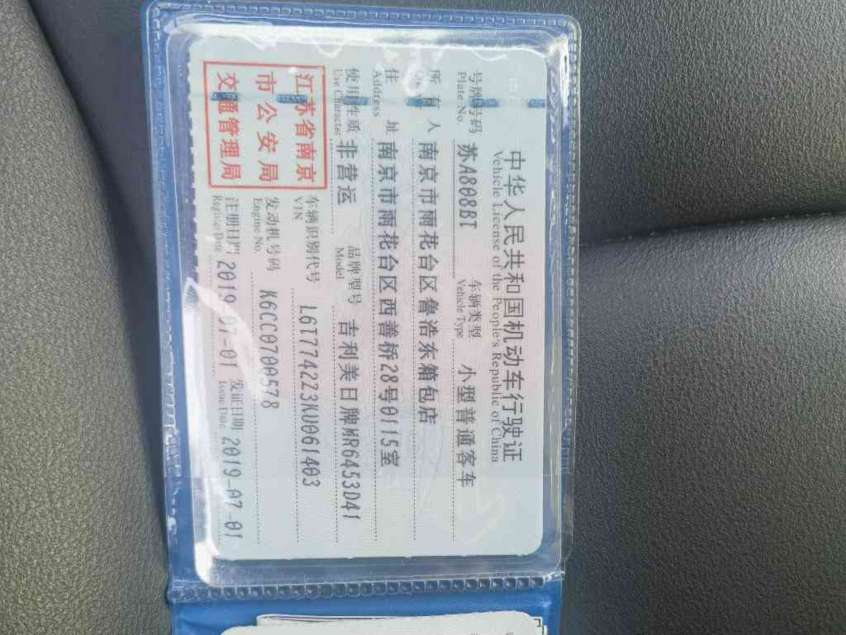 中华人民共和国机动车行驶证
Vehicle License of the People's Republic of China
号牌号码 苏A808BT 车辆类型 小型普通客车
Plate No. Vehicle Type
所有人 南京市雨花台区鲁浩东箱包店
住址 南京市雨花台区西善桥28号0115室
Address
使用性质 非营运 品牌型号 吉利美日牌MR6453D41
Use Character Model
江苏省南京
市公安局
交通管理局
车辆识别代号 L6T7742Z3KU061403
VIN
发动机号码 K6CC0700578
Engine No.
注册日期 2019-07-01 发证日期 2019-07-01
Register Date Issue Date